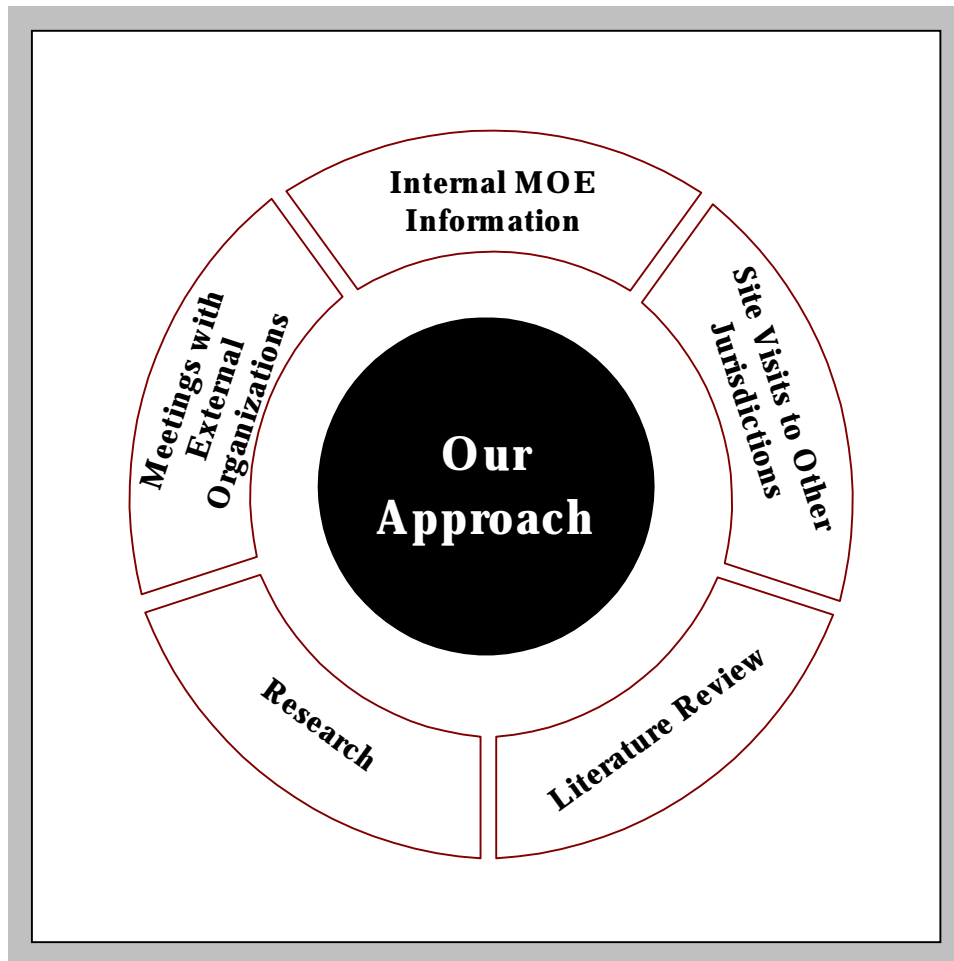 Internal MOE
Information
Site Visits to Other
Jurisdictions
Literature Review
Research
Meetings with
External
Organizations
Our
Approach